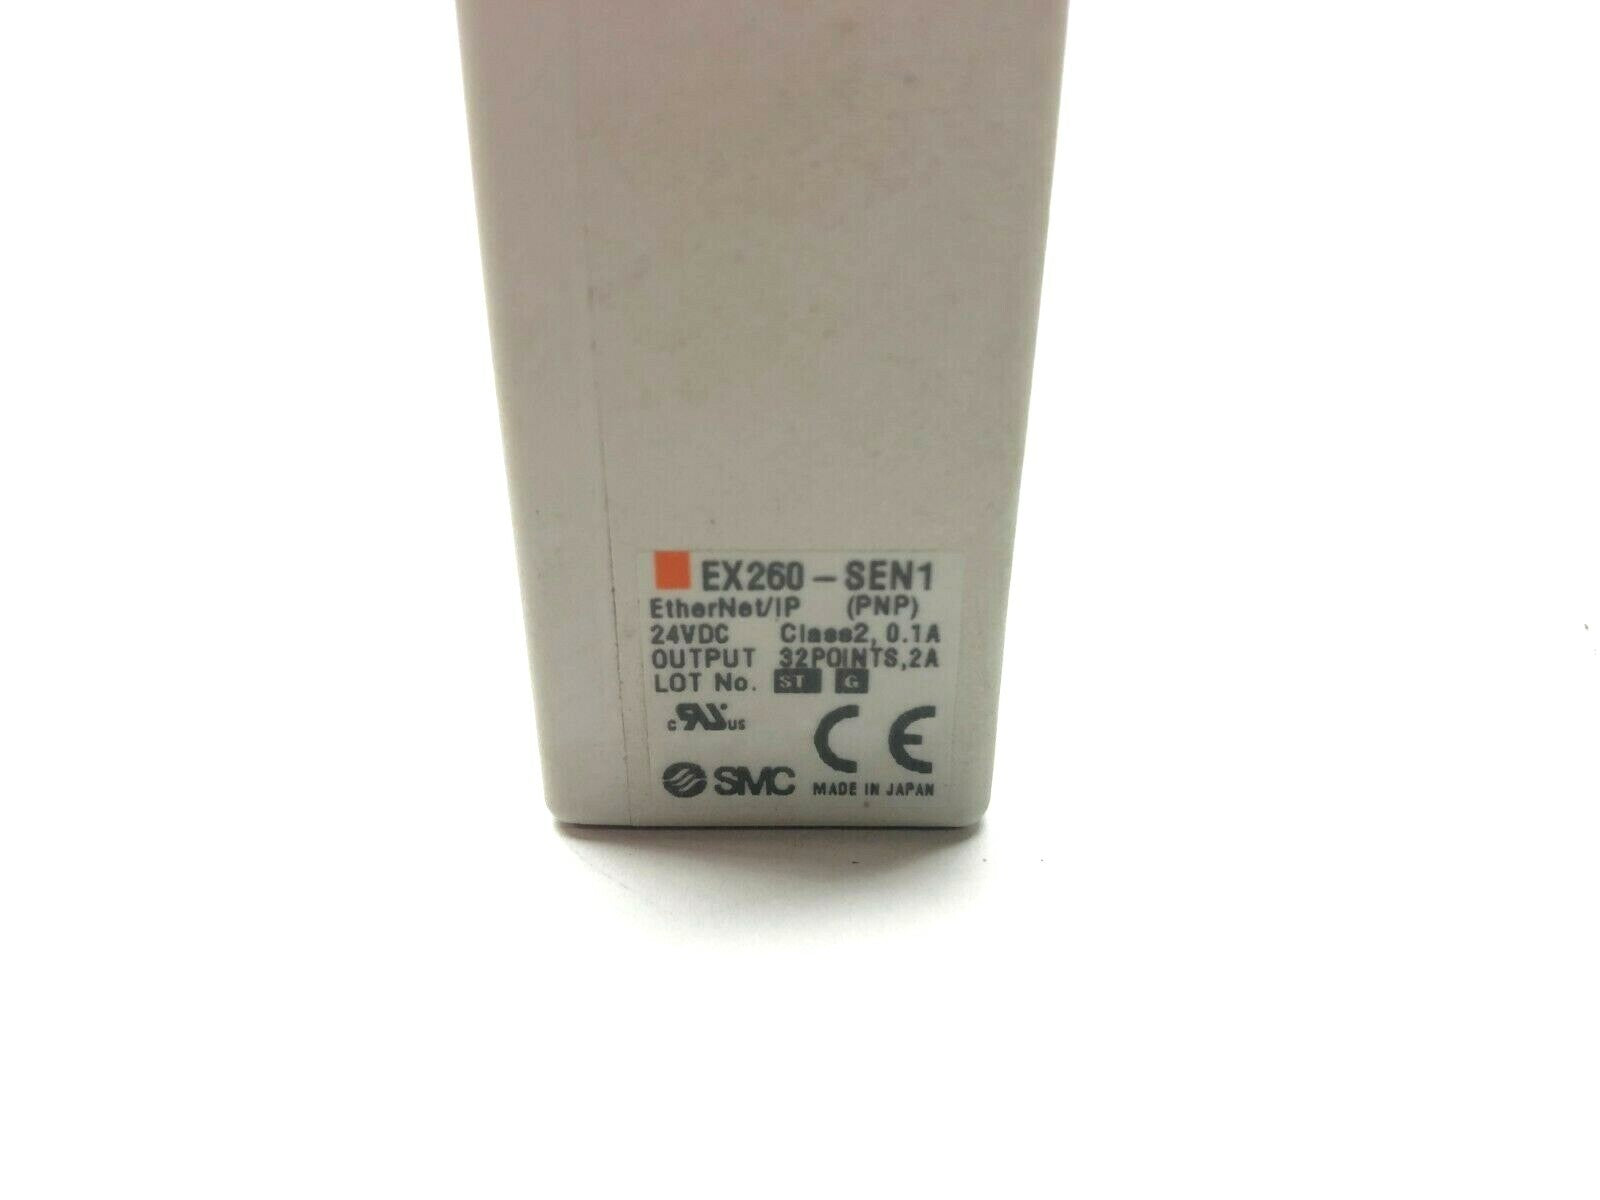 EX260-SEN1
EtherNet/IP (PNP)
24VDC Class2, 0.1A
OUTPUT 32POINTS,2A
LOT No. ST G
c RU us CE
SMC MADE IN JAPAN